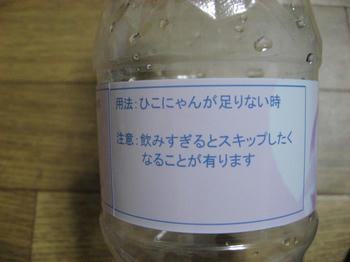 用法：ひこにゃんが足りない時
注意：飲みすぎるとスキップしたく
なることが有ります